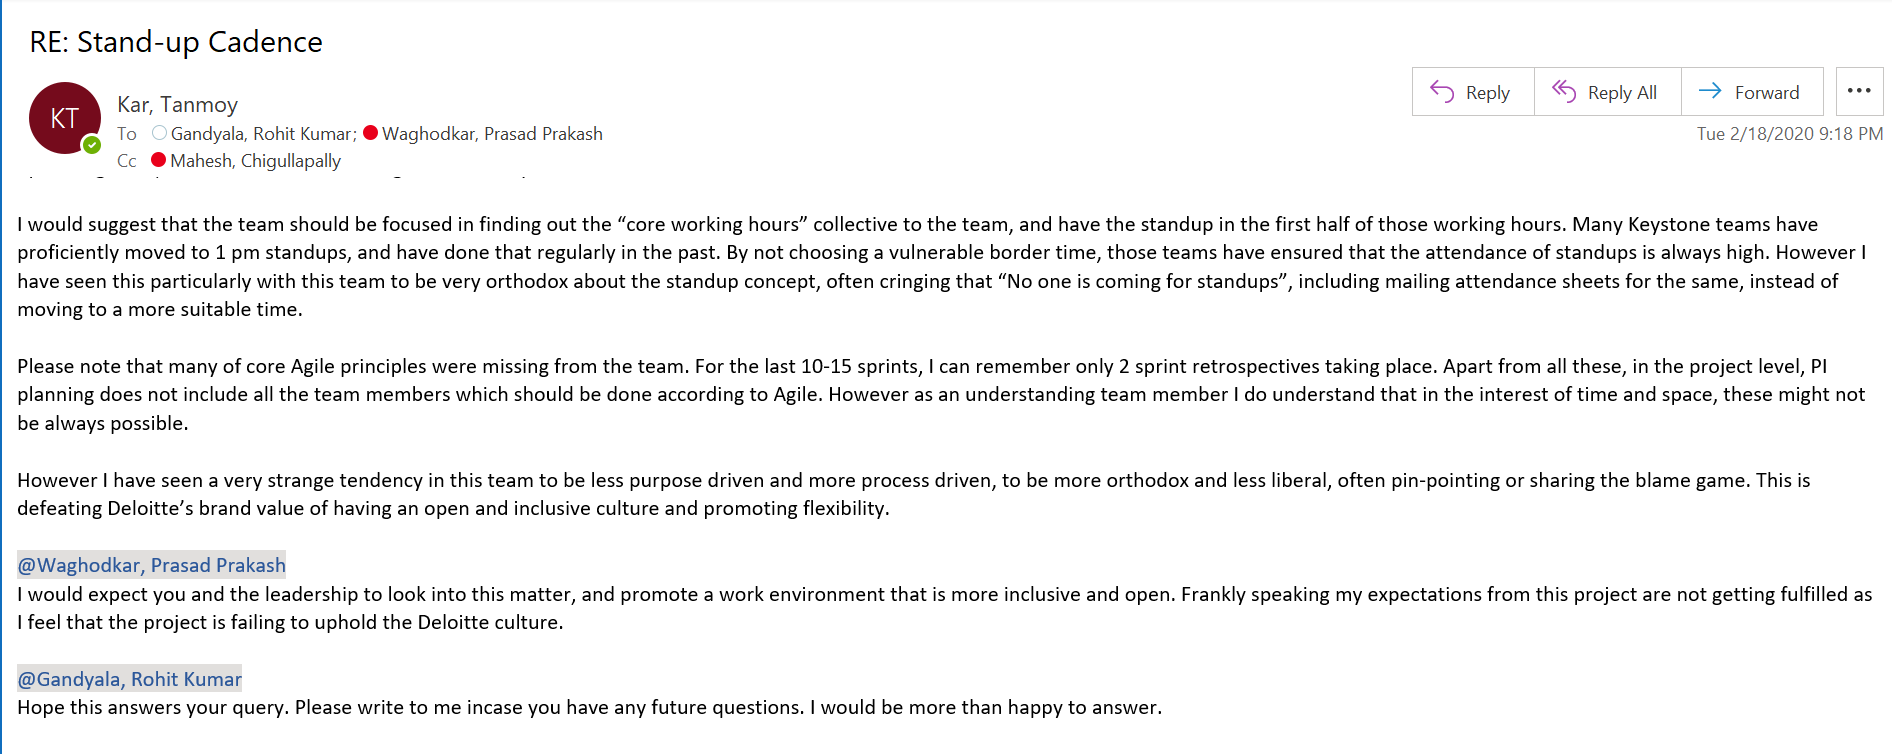 RE: Stand-up Cadence
KT
Kar, Tanmoy
To Gandyala, Rohit Kumar; Waghodkar, Prasad Prakash
Cc Mahesh, Chigullapally
Reply
Reply All
Forward
Tue 2/18/2020 9:18 PM
I would suggest that the team should be focused in finding out the “core working hours” collective to the team, and have the standup in the first half of those working hours. Many Keystone teams have
proficiently moved to 1 pm standups, and have done that regularly in the past. By not choosing a vulnerable border time, those teams have ensured that the attendance of standups is always high. However I
have seen this particularly with this team to be very orthodox about the standup concept, often cringing that “No one is coming for standups”, including mailing attendance sheets for the same, instead of
moving to a more suitable time.
Please note that many of core Agile principles were missing from the team. For the last 10-15 sprints, I can remember only 2 sprint retrospectives taking place. Apart from all these, in the project level, PI
planning does not include all the team members which should be done according to Agile. However as an understanding team member I do understand that in the interest of time and space, these might not
be always possible.
However I have seen a very strange tendency in this team to be less purpose driven and more process driven, to be more orthodox and less liberal, often pin-pointing or sharing the blame game. This is
defeating Deloitte’s brand value of having an open and inclusive culture and promoting flexibility.
@Waghodkar, Prasad Prakash
I would expect you and the leadership to look into this matter, and promote a work environment that is more inclusive and open. Frankly speaking my expectations from this project are not getting fulfilled as
I feel that the project is failing to uphold the Deloitte culture.
@Gandyala, Rohit Kumar
Hope this answers your query. Please write to me incase you have any future questions. I would be more than happy to answer.